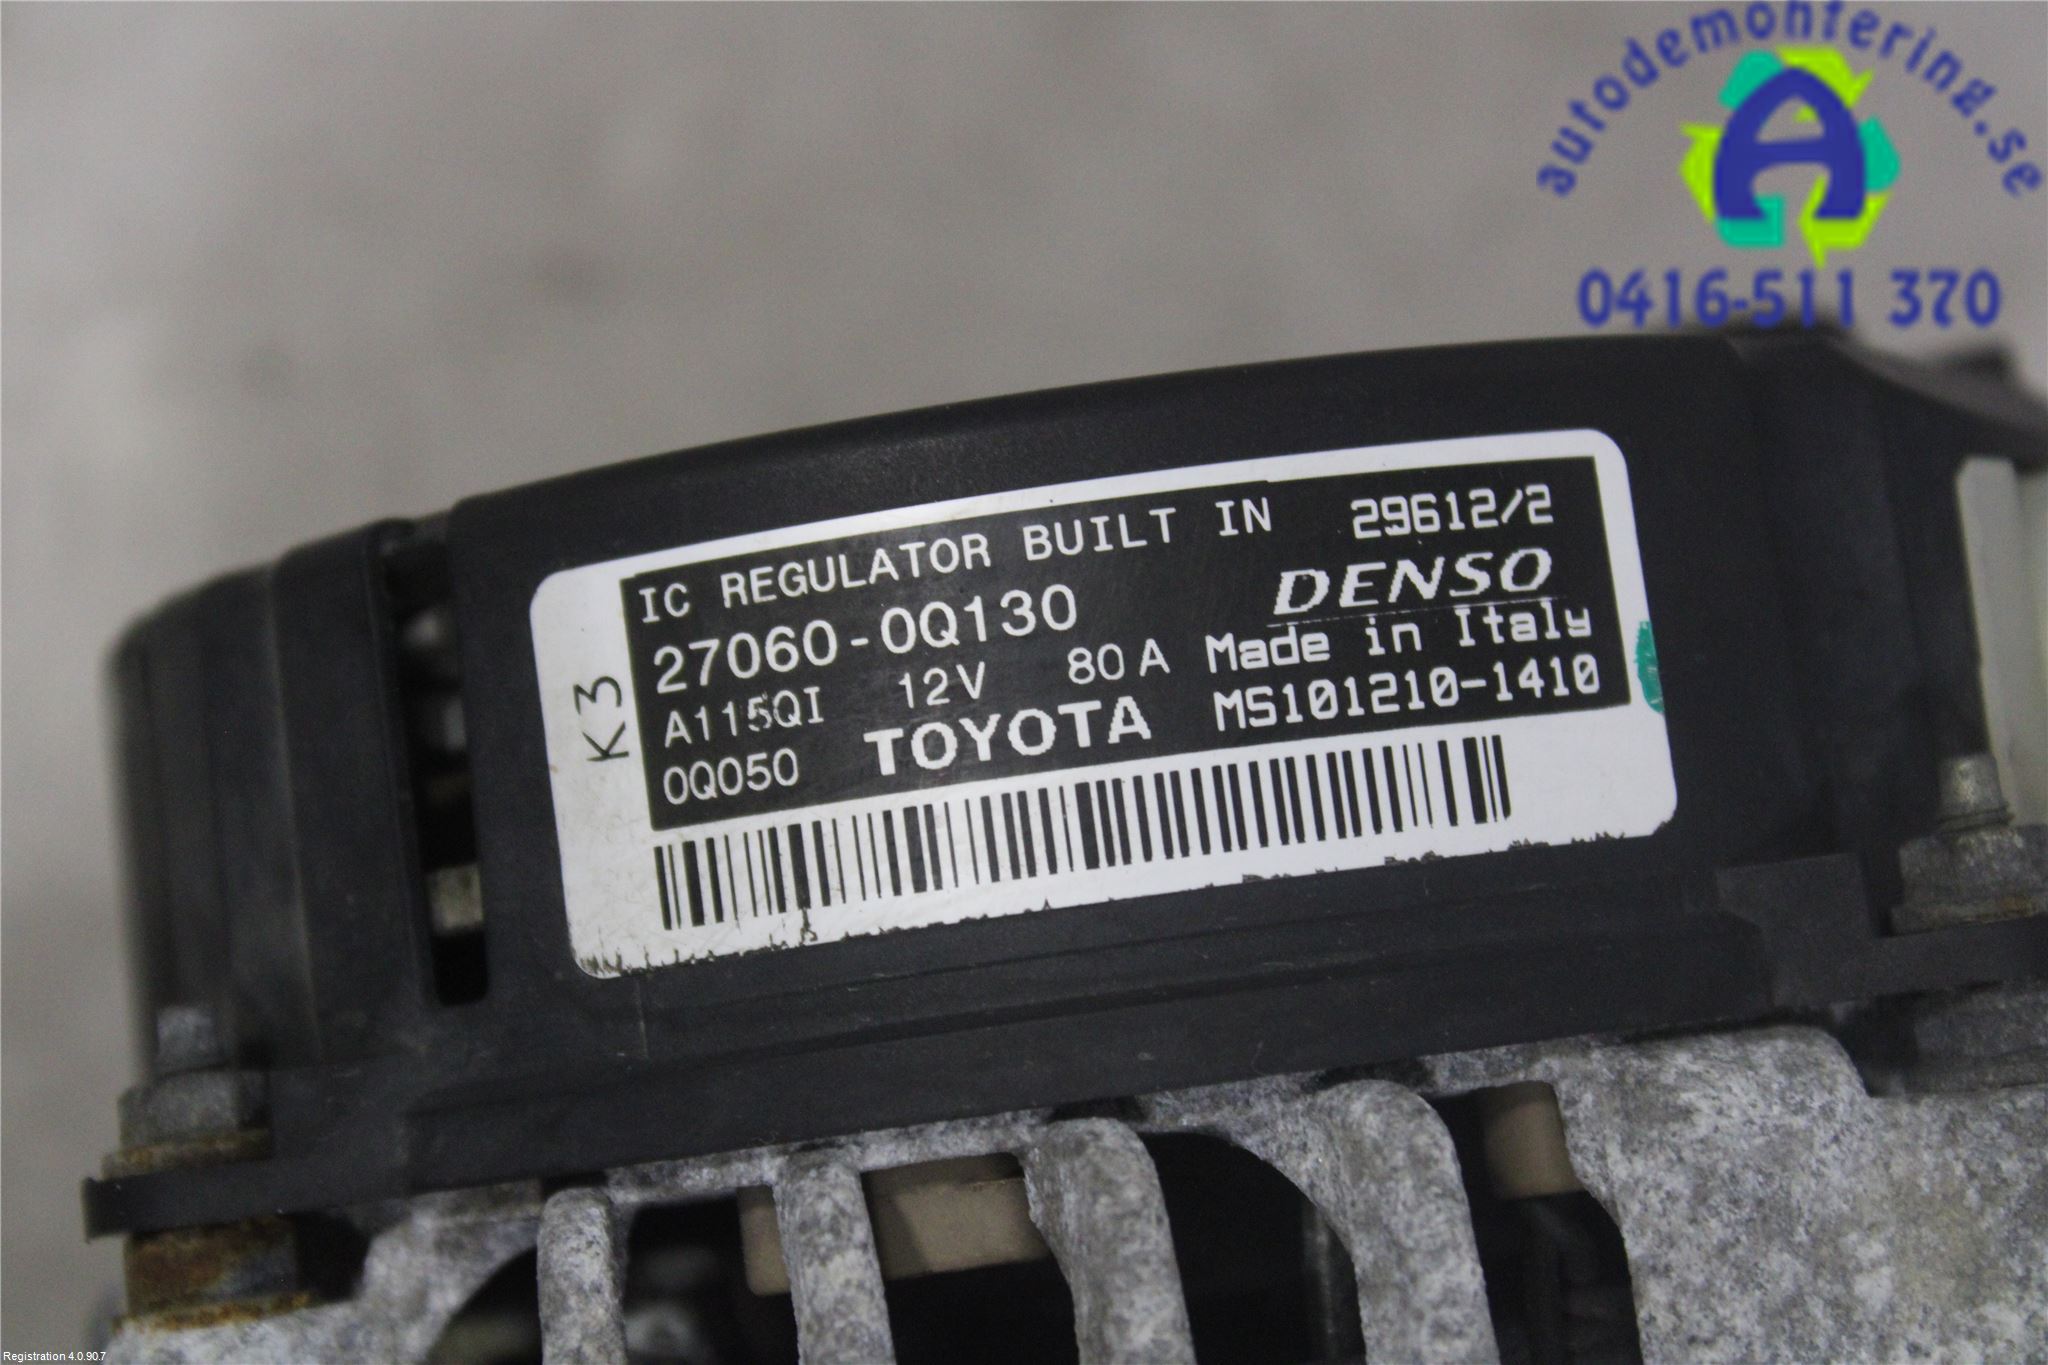 autodemontering.se
A
0416-511 370
IC REGULATOR BUILT IN 29612/2
27060-0Q130 DENSO
A115QI 12V 80A Made in Italy
0Q050 TOYOTA MS101210-1410
K3
Registration 4.0.90.7